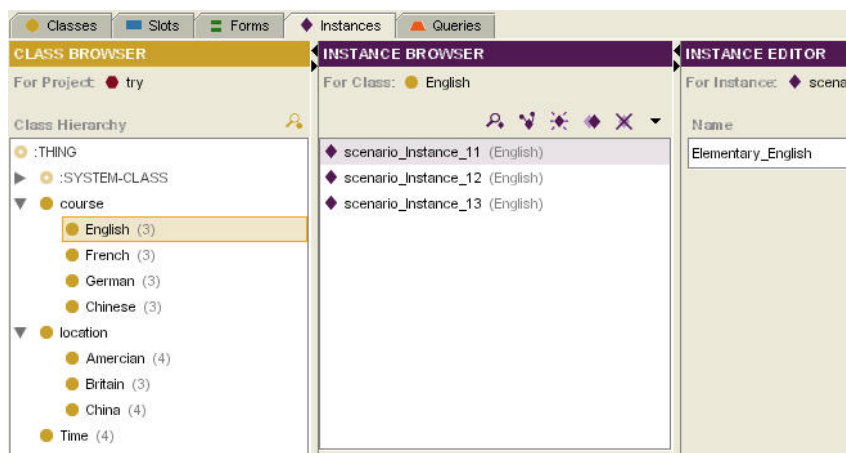 Classes Slots Forms Instances Queries
CLASS BROWSER
For Project: try
Class Hierarchy
:THING
:SYSTEM-CLASS
course
English (3)
French (3)
German (3)
Chinese (3)
location
Amercian (4)
Britain (3)
China (4)
Time (4)
INSTANCE BROWSER
For Class: English
scenario_Instance_11 (English)
scenario_Instance_12 (English)
scenario_Instance_13 (English)
INSTANCE EDITOR
For Instance: scena
Name
Elementary_English